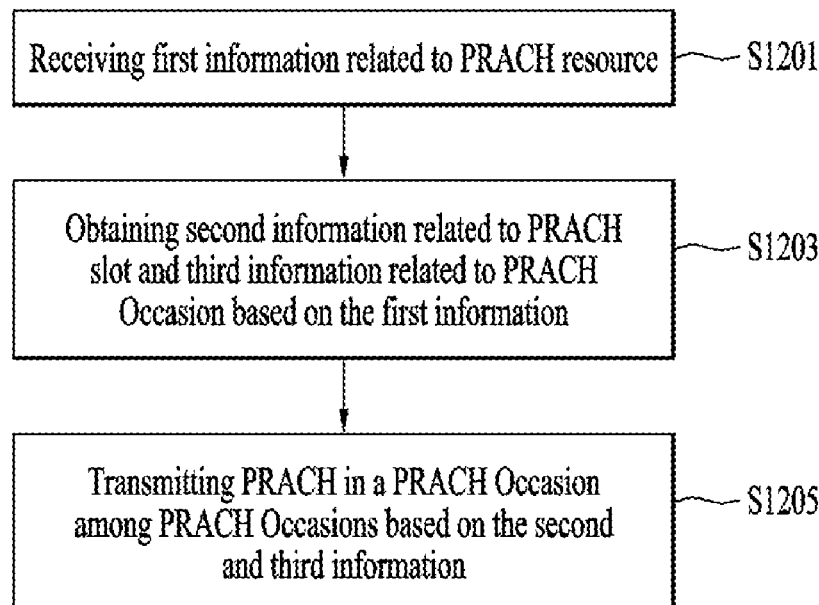 Receiving first information related to PRACH resource
S1201
Obtaining second information related to PRACH
slot and third information related to PRACH
Occasion based on the first information
S1203
Transmitting PRACH in a PRACH Occasion
among PRACH Occasions based on the second
and third information
S1205